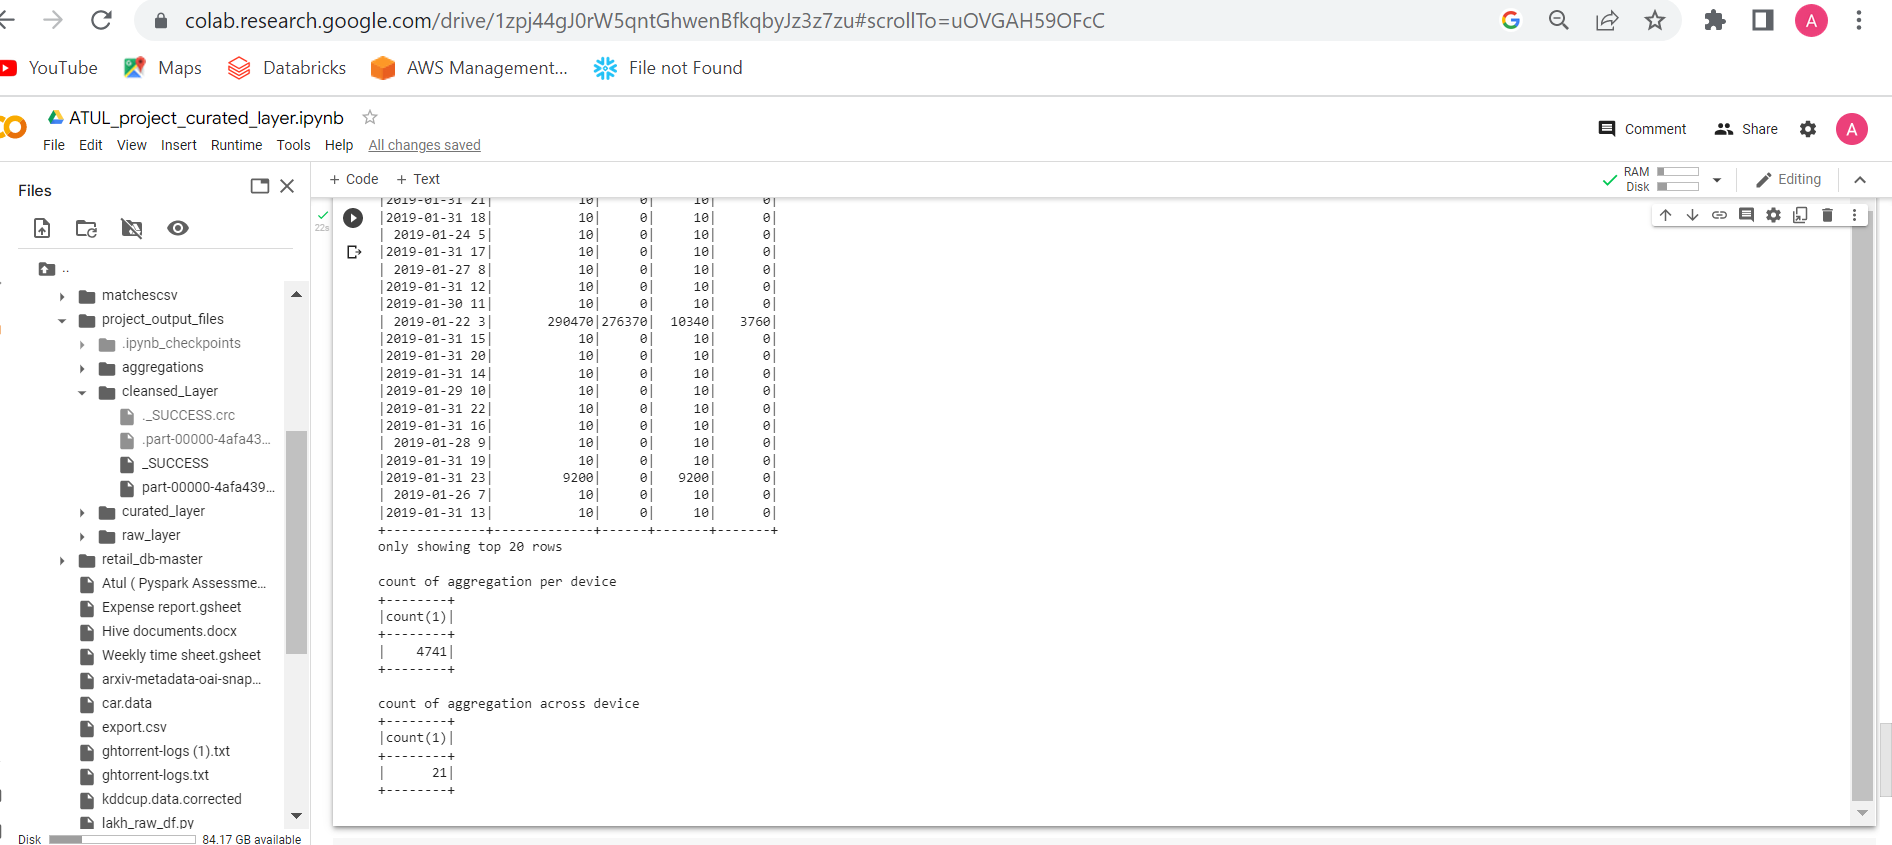 colab.research.google.com/drive/1zpj44gJ0rW5qntGhwenBfkqbyJz3z7zu#scrollTo=uOVGAH59OFcC
A
YouTube Maps Databricks AWS Management... File not Found
ATUL_project_curated_layer.ipynb
File Edit View Insert Runtime Tools Help All changes saved
Comment Share A
Files
+ Code + Text
RAM
Disk
Editing
..
matchescsv
project_output_files
.ipynb_checkpoints
aggregations
cleansed_Layer
._SUCCESS.crc
.part-00000-4afa43...
_SUCCESS
part-00000-4afa439...
curated_layer
raw_layer
retail_db-master
Atul ( Pyspark Assessme...
Expense report.gsheet
Hive documents.docx
Weekly time sheet.gsheet
arxiv-metadata-oai-snap...
car.data
export.csv
ghtorrent-logs (1).txt
ghtorrent-logs.txt
kddcup.data.corrected
lakh_raw_df.py
Disk 84.17 GB available
22s
|2019-01-31 21|           10|     0|     10|      0|
|2019-01-31 18|           10|     0|     10|      0|
| 2019-01-24 5|           10|     0|     10|      0|
|2019-01-31 17|           10|     0|     10|      0|
| 2019-01-27 8|           10|     0|     10|      0|
|2019-01-31 12|           10|     0|     10|      0|
|2019-01-30 11|           10|     0|     10|      0|
| 2019-01-22 3|       290470|276370|  10340|   3760|
|2019-01-31 15|           10|     0|     10|      0|
|2019-01-31 20|           10|     0|     10|      0|
|2019-01-31 14|           10|     0|     10|      0|
|2019-01-29 10|           10|     0|     10|      0|
|2019-01-31 22|           10|     0|     10|      0|
|2019-01-31 16|           10|     0|     10|      0|
| 2019-01-28 9|           10|     0|     10|      0|
|2019-01-31 19|           10|     0|     10|      0|
|2019-01-31 23|         9200|     0|   9200|      0|
| 2019-01-26 7|           10|     0|     10|      0|
|2019-01-31 13|           10|     0|     10|      0|
+-------------+-------------+------+-------+-------+
only showing top 20 rows
count of aggregation per device
+--------+
|count(1)|
+--------+
|    4741|
+--------+
count of aggregation across device
+--------+
|count(1)|
+--------+
|      21|
+--------+